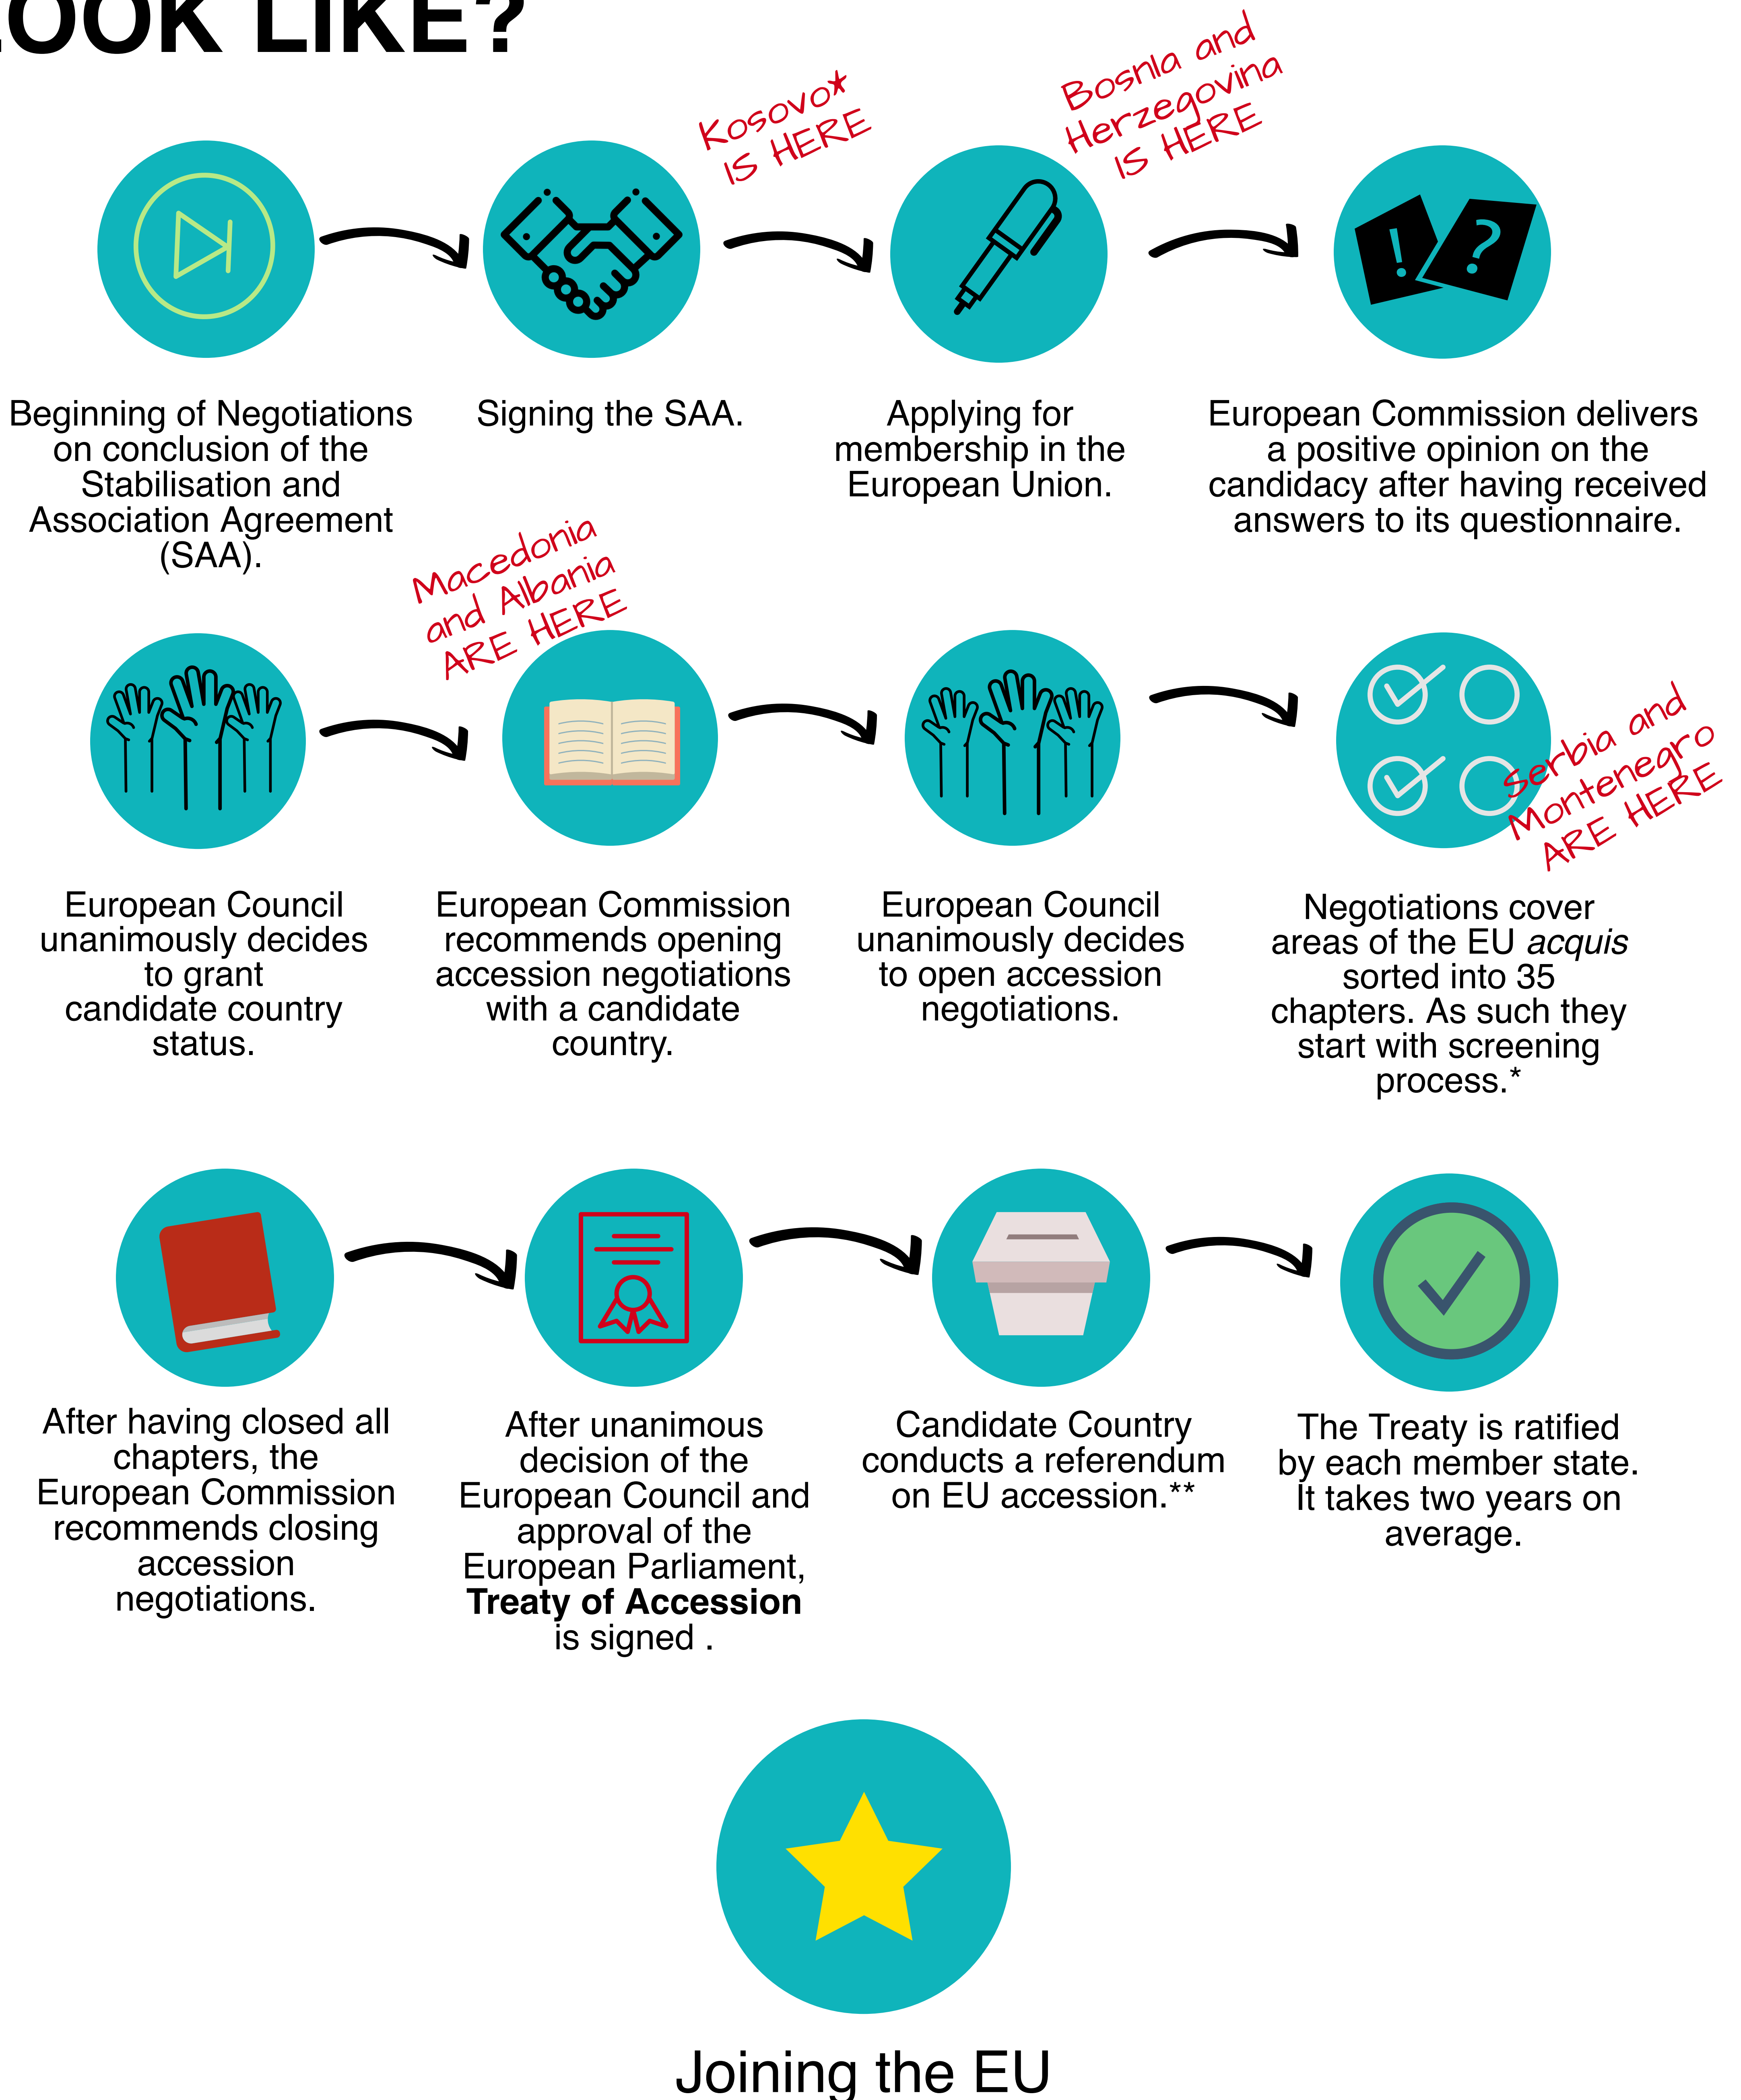 LOOK LIKE?
Kosovo*
IS HERE
Bosnia and
Herzegovina
IS HERE
! ?
Beginning of Negotiations
on conclusion of the
Stabilisation and
Association Agreement
(SAA).
Signing the SAA.
Applying for
membership in the
European Union.
European Commission delivers
a positive opinion on the
candidacy after having received
answers to its questionnaire.
Macedonia
and Albania
ARE HERE
Serbia and
Montenegro
ARE HERE
European Council
unanimously decides
to grant
candidate country
status.
European Commission
recommends opening
accession negotiations
with a candidate
country.
European Council
unanimously decides
to open accession
negotiations.
Negotiations cover
areas of the EU acquis
sorted into 35
chapters. As such they
start with screening
process.*
After having closed all
chapters, the
European Commission
recommends closing
accession
negotiations.
After unanimous
decision of the
European Council and
approval of the
European Parliament,
Treaty of Accession
is signed .
Candidate Country
conducts a referendum
on EU accession.**
The Treaty is ratified
by each member state.
It takes two years on
average.
Joining the EU